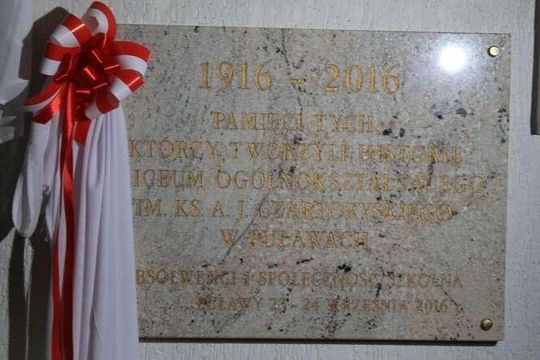 1916 - 2016
PAMIĘCI TYCH
KTÓRZY TWORZYLI HISTORIĘ
LICEUM OGÓLNOKSZTAŁCĄCEGO
IM. KS. A. J. CZARTORYSKIEGO
W PUŁAWACH
ABSOLWENCI I SPOŁECZNOŚĆ SZKOLNA
PUŁAWY 23 - 24 WRZEŚNIA 2016 r.